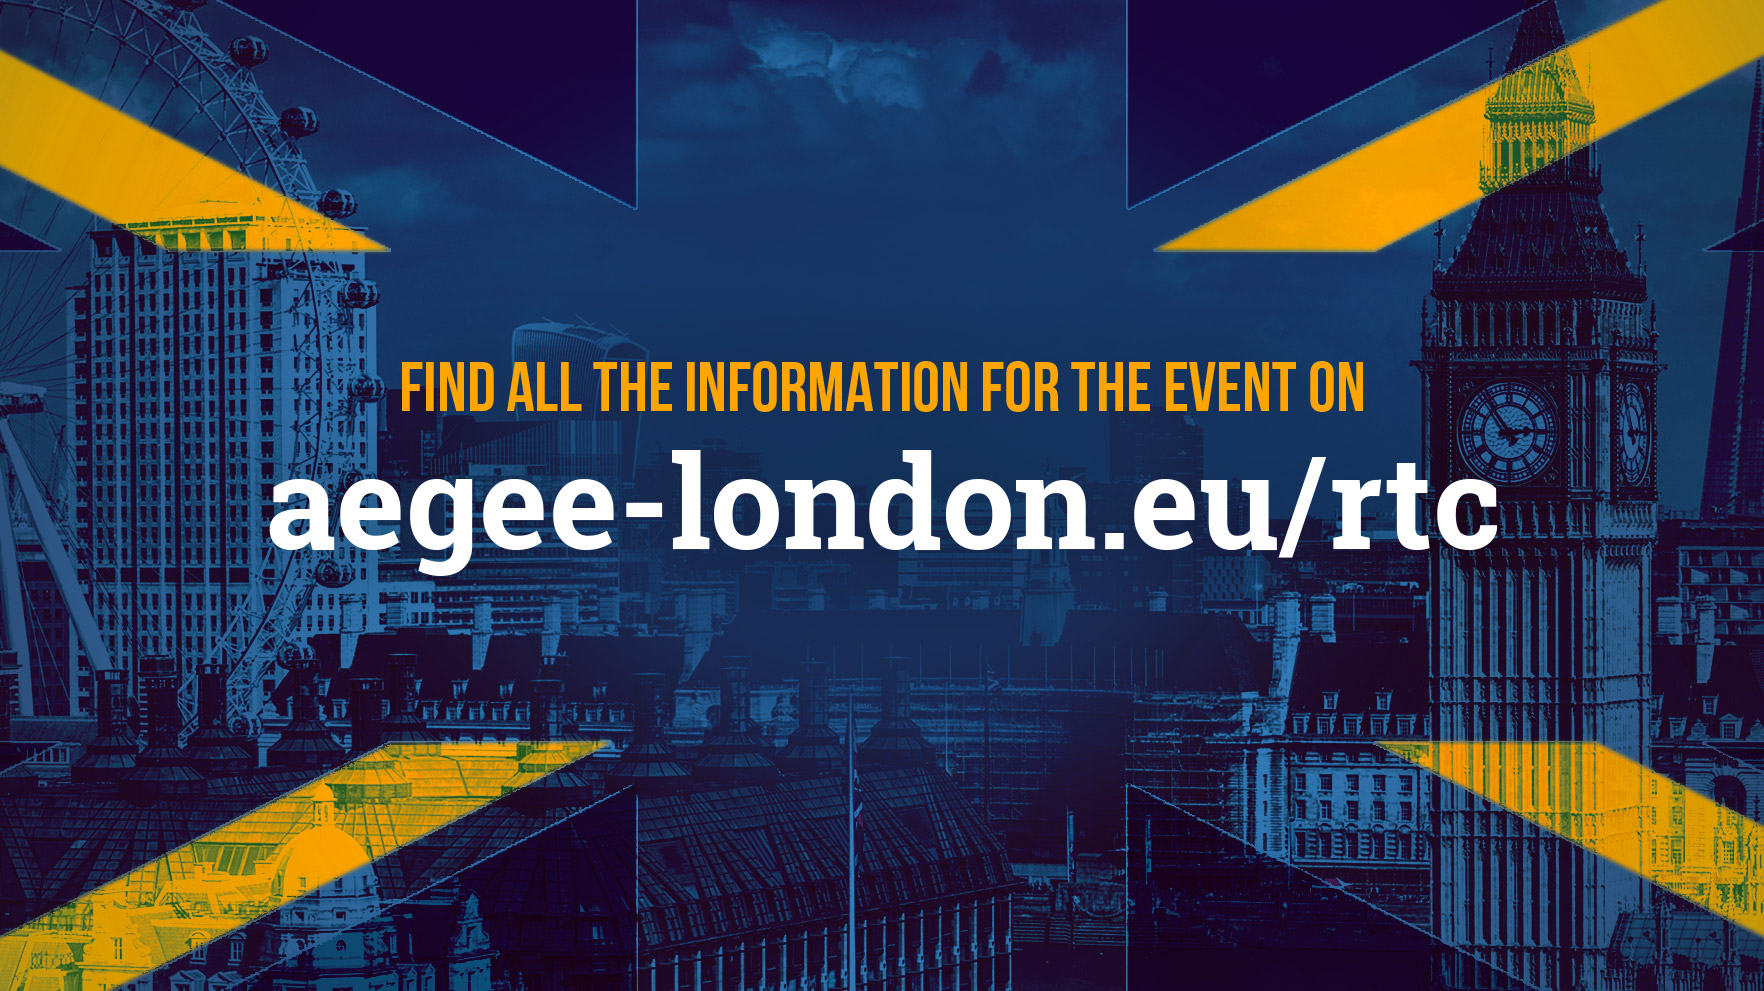 FIND ALL THE INFORMATION FOR THE EVENT ON
aegee-london.eu/rtc